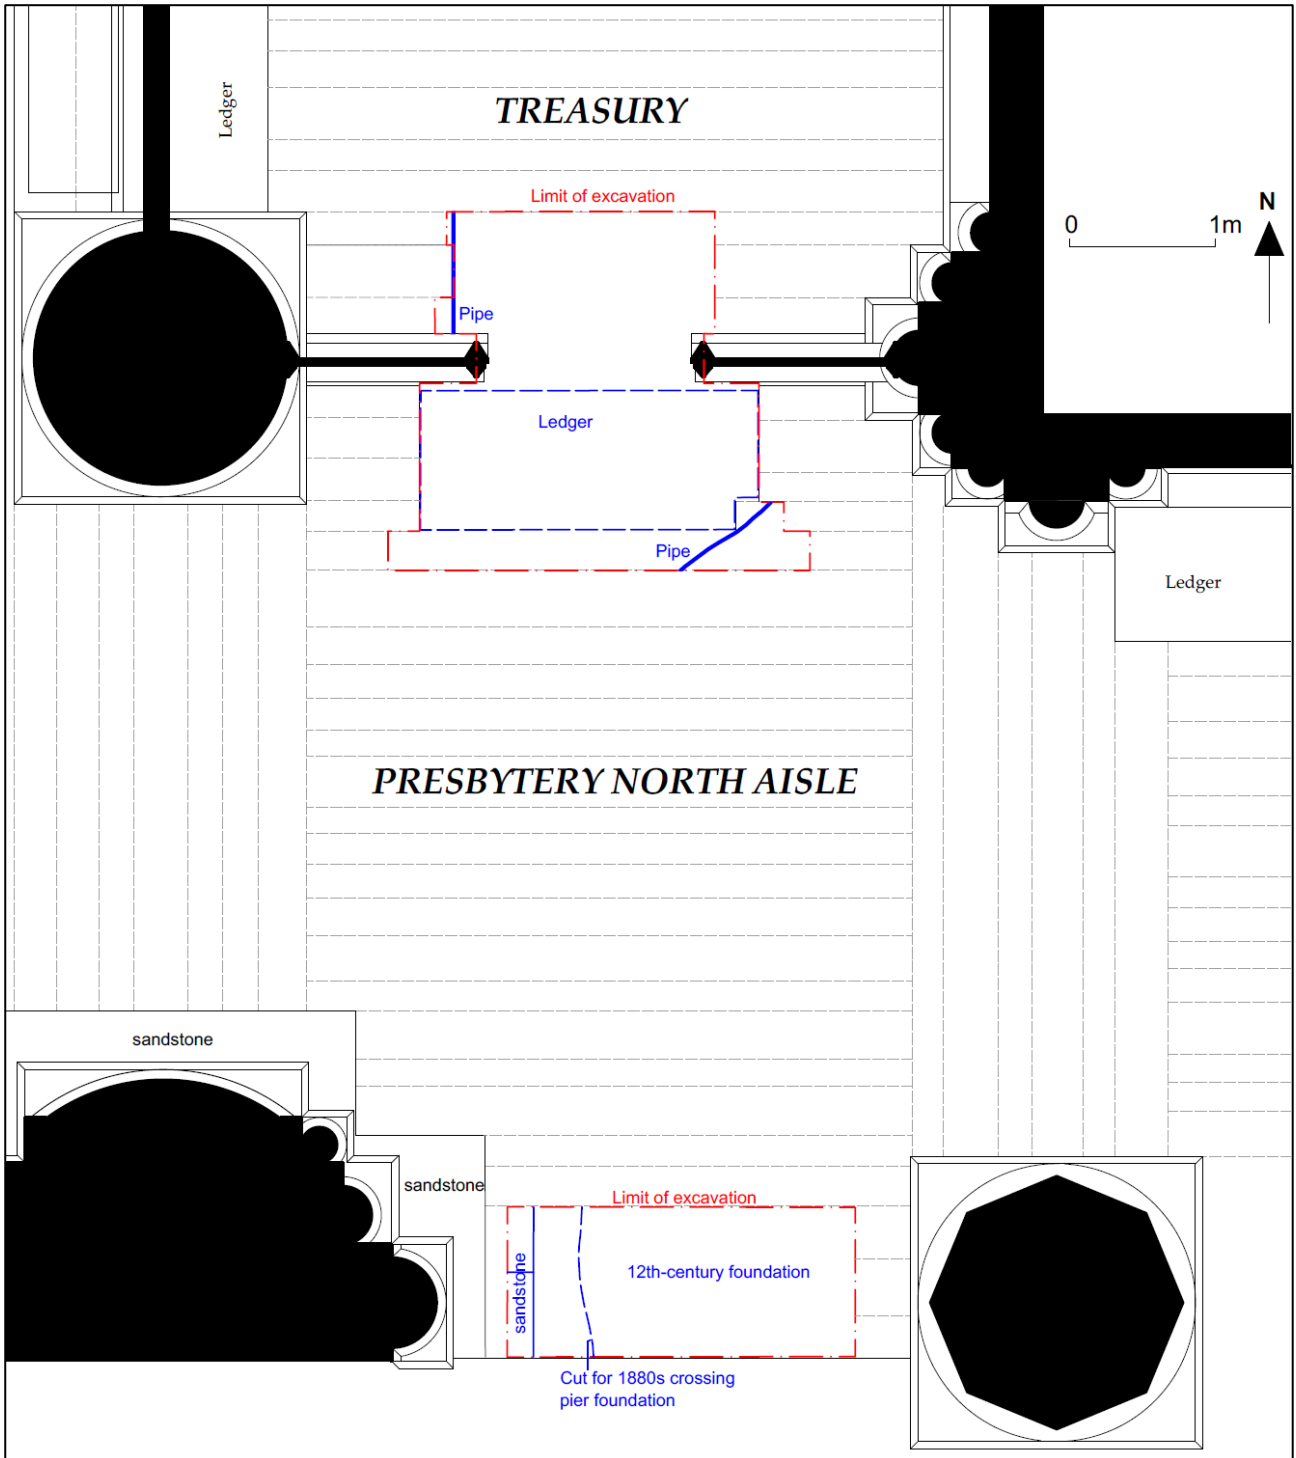 Ledger
TREASURY
Limit of excavation
N
0
1m
Pipe
Ledger
Pipe
Ledger
PRESBYTERY NORTH AISLE
sandstone
sandstone
Limit of excavation
sandstone
12th-century foundation
Cut for 1880s crossing
pier foundation